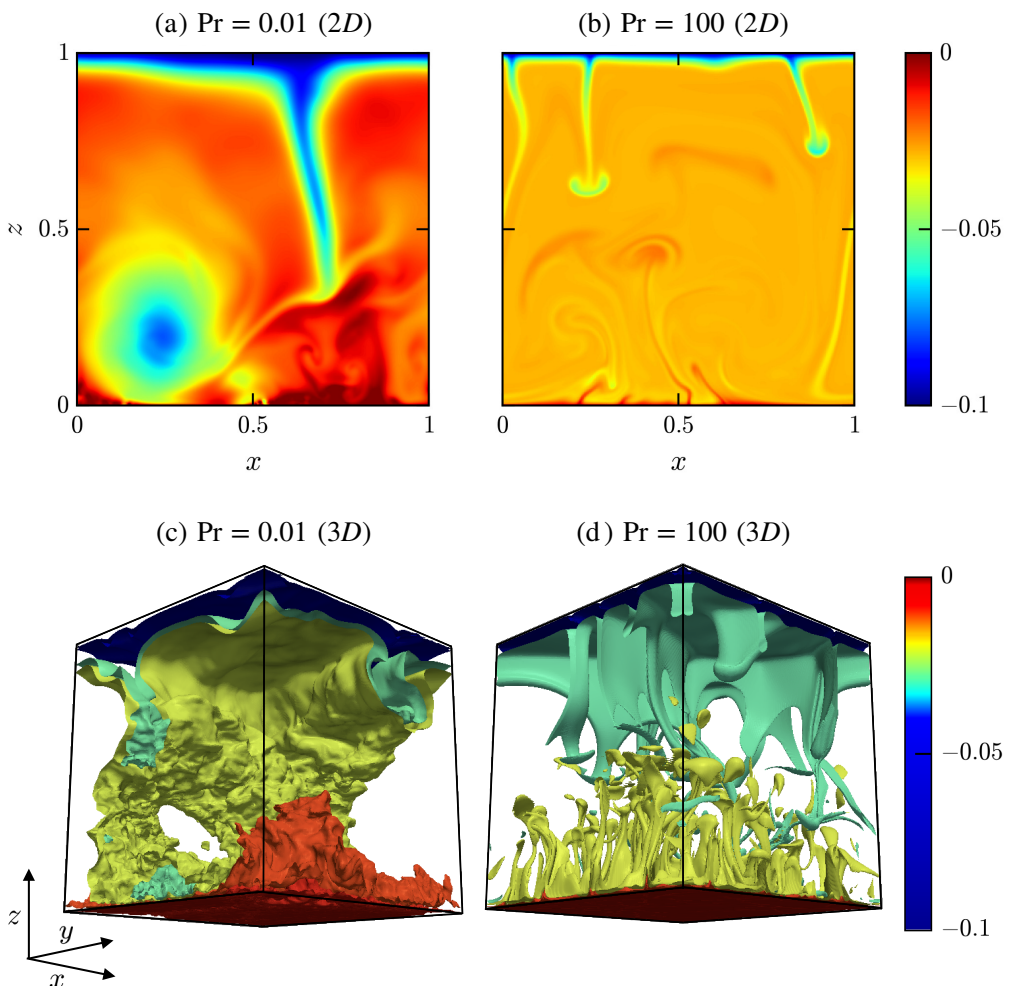 (a) Pr = 0.01 (2D)
(b) Pr = 100 (2D)
1
0.5
0
z
0
0.5
1
x
0
0.5
1
x
0
−0.05
−0.1
(c) Pr = 0.01 (3D)
(d) Pr = 100 (3D)
z
y
x
0
−0.05
−0.1